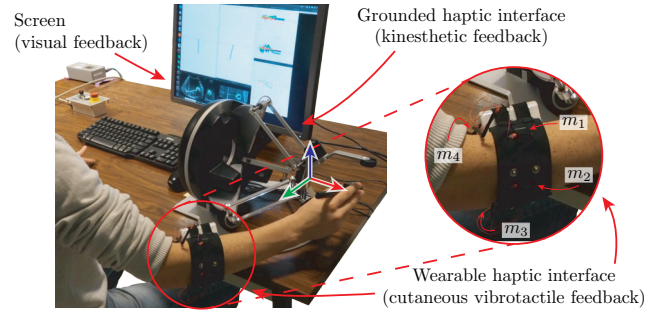 Screen
(visual feedback)
Grounded haptic interface
(kinesthetic feedback)
m1
m4
m2
m3
Wearable haptic interface
(cutaneous vibrotactile feedback)